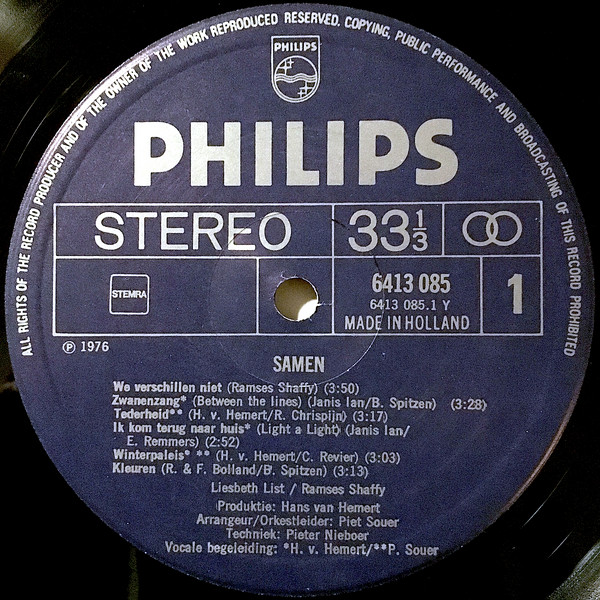 ALL RIGHTS OF THE RECORD PRODUCER AND OF THE OWNER OF THE WORK REPRODUCED RESERVED. COPYING, PUBLIC PERFORMANCE AND BROADCASTING OF THIS RECORD PROHIBITED
PHILIPS
PHILIPS
STEREO 33⅓
STEMRA 6413 085 1
6413 085.1 Y
MADE IN HOLLAND
℗ 1976
SAMEN
We verschillen niet (Ramses Shaffy) (3:50)
Zwanenzang* (Between the lines) (Janis Ian/B. Spitzen) (3:28)
Tederheid** (H. v. Hemert/R. Chrispijn) (3:17)
Ik kom terug naar huis* (Light a Light) (Janis Ian/
E. Remmers) (2:52)
Winterpaleis* ** (H. v. Hemert/C. Revier) (3:03)
Kleuren (R. & F. Bolland/B. Spitzen) (3:13)
Liesbeth List / Ramses Shaffy
Produktie: Hans van Hemert
Arrangeur/Orkestleider: Piet Souer
Techniek: Pieter Nieboer
Vocale begeleiding: *H. v. Hemert/**P. Souer